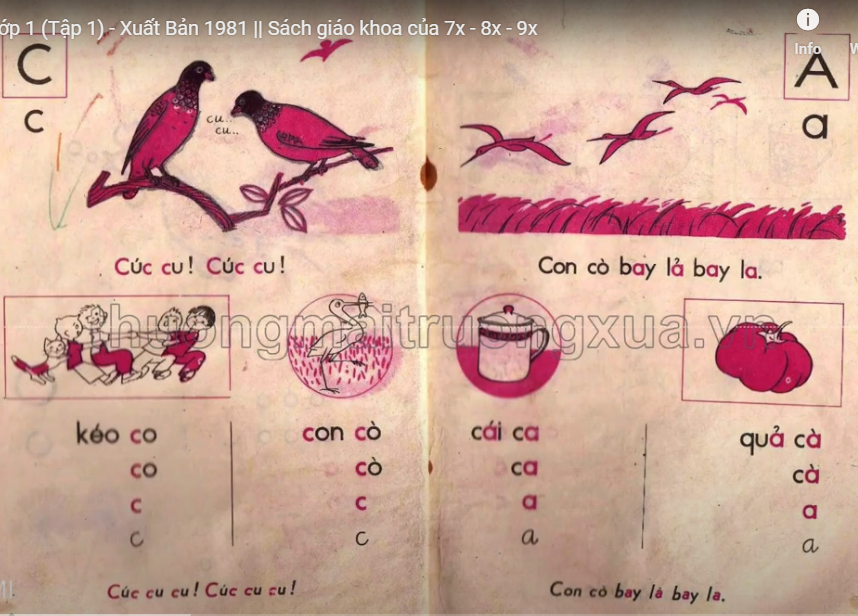 ớp 1 (Tập 1) - Xuất Bản 1981 || Sách giáo khoa của 7x - 8x - 9x
Info
C
c
cu...
cu...
Cúc cu! Cúc cu!
kéo co
co
c
c
con cò
cò
c
c
Cúc cu cu! Cúc cu cu!
A
a
Con cò bay lả bay la.
cái ca
ca
a
a
quả cà
cà
a
a
Con cò bay lả bay la.
huongmaitruongxua.vn